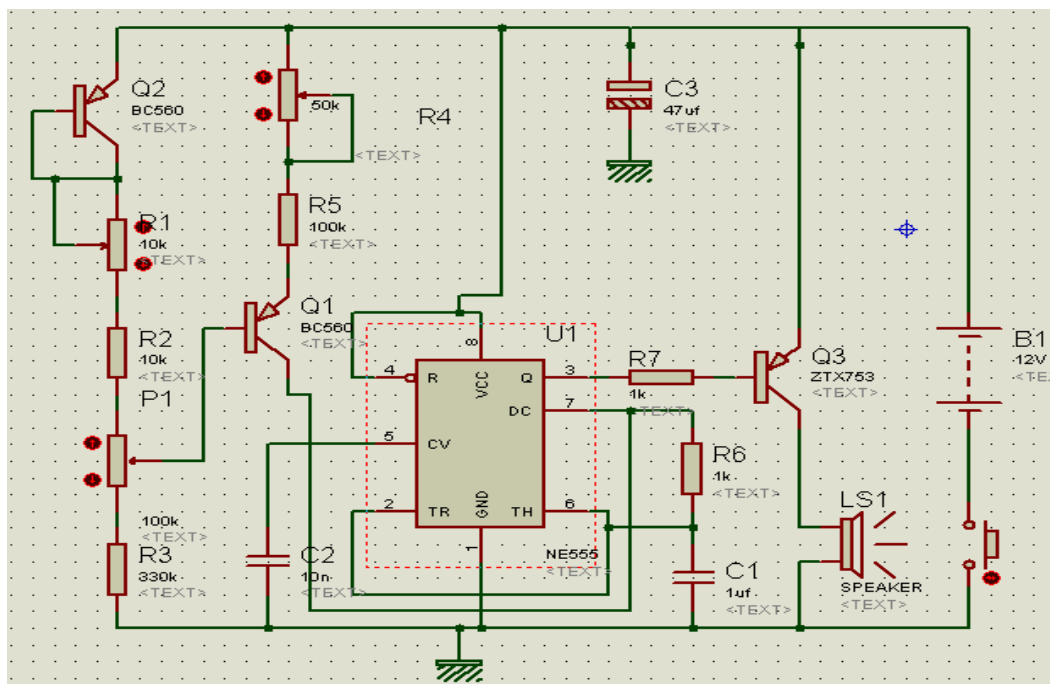 Q2
BC560
<TEXT>
50k
R4
<TEXT>
C3
47uf
<TEXT>
R1
10k
<TEXT>
R5
100k
<TEXT>
R2
10k
<TEXT>
Q1
BC560
<TEXT>
P1
100k
<TEXT>
R3
330k
<TEXT>
U1
8
VCC
4
R
Q
3
DC
7
5
CV
2
TR
GND
TH
6
1
NE555
<TEXT>
R7
1k
<TEXT>
Q3
ZTX753
<TEXT>
B1
12V
<TE
R6
1k
<TEXT>
C2
10n
<TEXT>
C1
1uf
<TEXT>
LS1
SPEAKER
<TEXT>